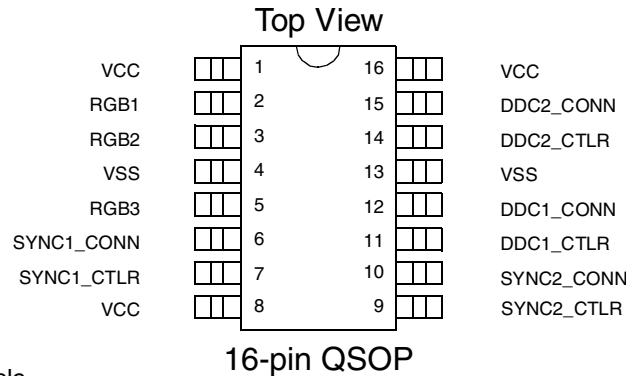 Top View
VCC 1 16 VCC
RGB1 2 15 DDC2_CONN
RGB2 3 14 DDC2_CTLR
VSS 4 13 VSS
RGB3 5 12 DDC1_CONN
SYNC1_CONN 6 11 DDC1_CTLR
SYNC1_CTLR 7 10 SYNC2_CONN
VCC 8 9 SYNC2_CTLR
16-pin QSOP